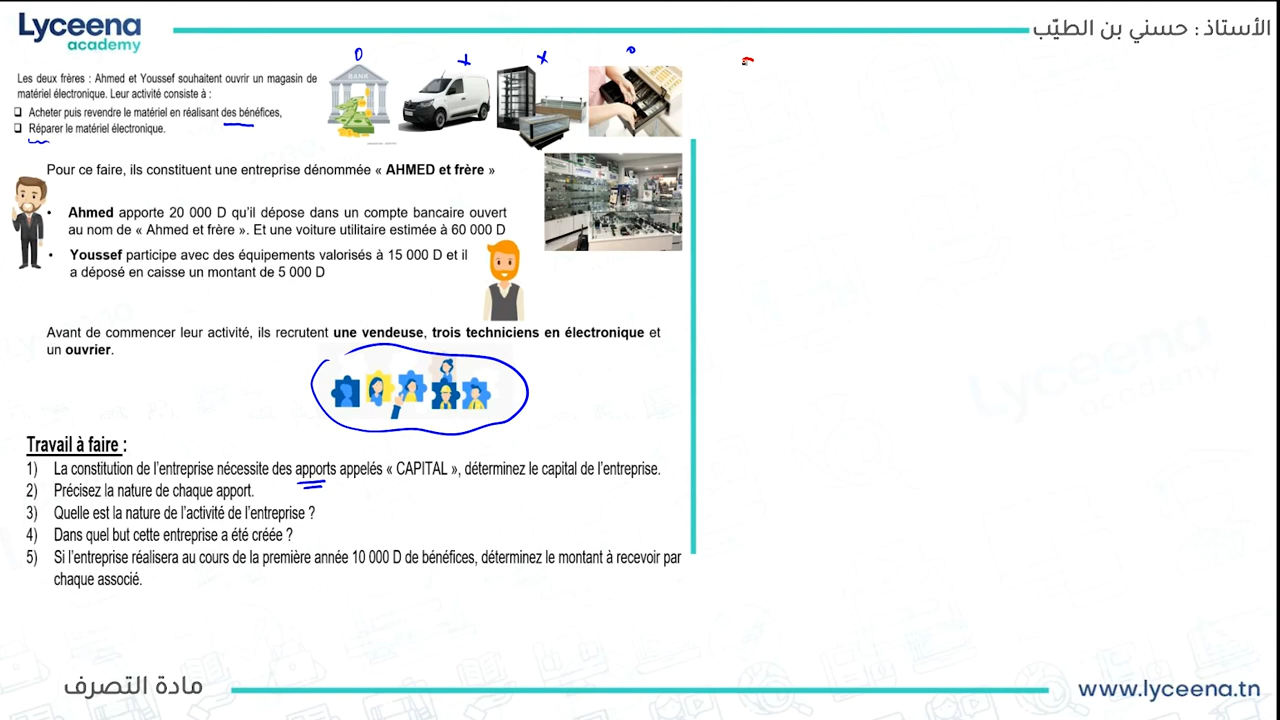 Lyceena
academy
الأستاذ : حسني بن الطيّب
Les deux frères : Ahmed et Youssef souhaitent ouvrir un magasin de
matériel électronique. Leur activité consiste à :
❑ Acheter puis revendre le matériel en réalisant des bénéfices,
❑ Réparer le matériel électronique.
BANK
Pour ce faire, ils constituent une entreprise dénommée « AHMED et frère »
• Ahmed apporte 20 000 D qu'il dépose dans un compte bancaire ouvert
au nom de « Ahmed et frère ». Et une voiture utilitaire estimée à 60 000 D
• Youssef participe avec des équipements valorisés à 15 000 D et il
a déposé en caisse un montant de 5 000 D
Avant de commencer leur activité, ils recrutent une vendeuse, trois techniciens en électronique et
un ouvrier.
Travail à faire :
1) La constitution de l'entreprise nécessite des apports appelés « CAPITAL », déterminez le capital de l'entreprise.
2) Précisez la nature de chaque apport.
3) Quelle est la nature de l'activité de l'entreprise ?
4) Dans quel but cette entreprise a été créée ?
5) Si l'entreprise réalisera au cours de la première année 10 000 D de bénéfices, déterminez le montant à recevoir par
chaque associé.
Lyceena
academy
مادة التصرف
www.lyceena.tn